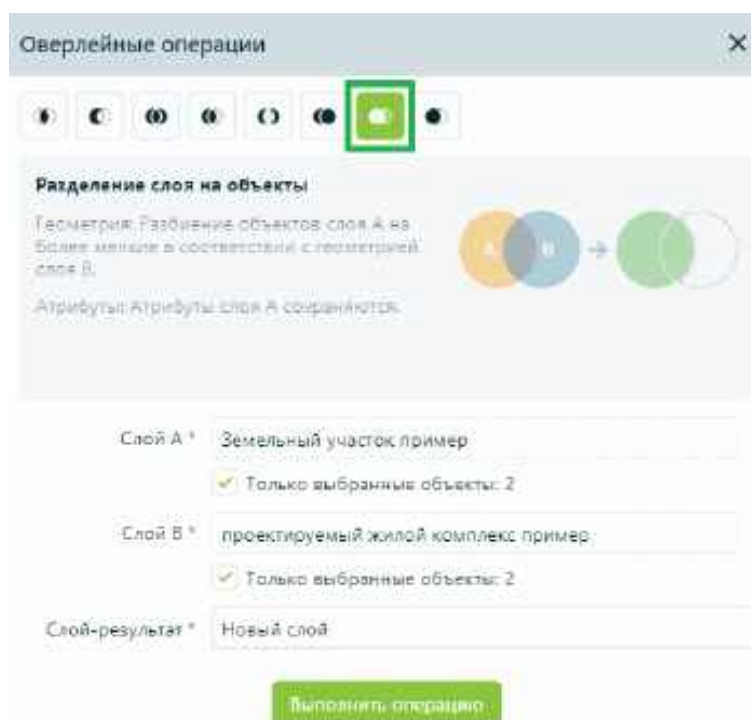 Оверлейные операции
Разделение слоя на объекты
Геометрия: Разбиение объектов слоя А на
более мелкие в соответствии с геометрией
слоя В.
Атрибуты: Атрибуты слоя А сохраняются.
A B
Слой А *
Земельный участок пример
Только выбранные объекты: 2
Слой В *
проектируемый жилой комплекс пример
Только выбранные объекты: 2
Слой-результат *
Новый слой
Выполнить операцию